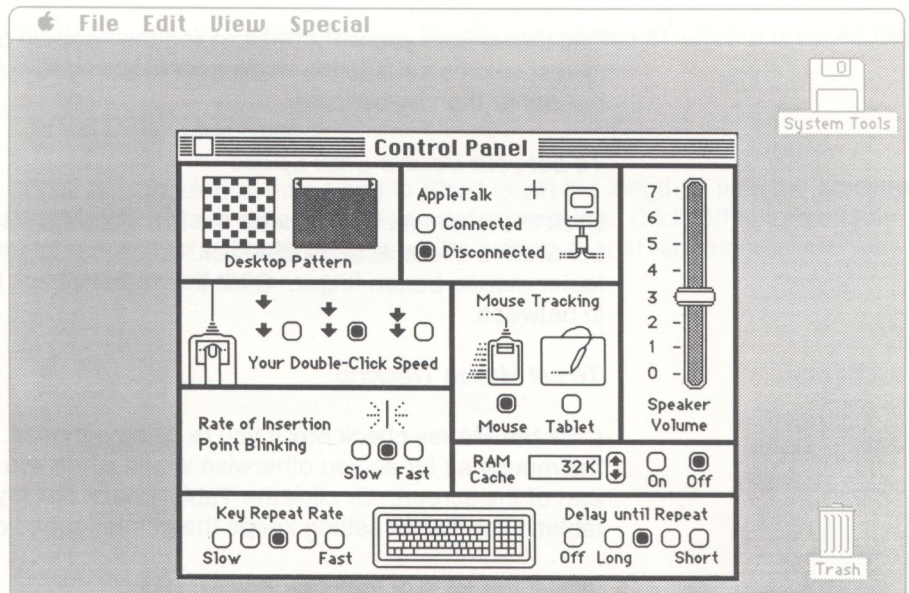 File Edit View Special
System Tools
Control Panel
Desktop Pattern
AppleTalk
Connected
Disconnected
7
6
5
4
3
2
1
0
Speaker
Volume
Your Double-Click Speed
Mouse Tracking
Mouse Tablet
Rate of Insertion
Point Blinking
Slow Fast
RAM
Cache
32K
On Off
Key Repeat Rate
Slow Fast
Delay until Repeat
Off Long Short
Trash